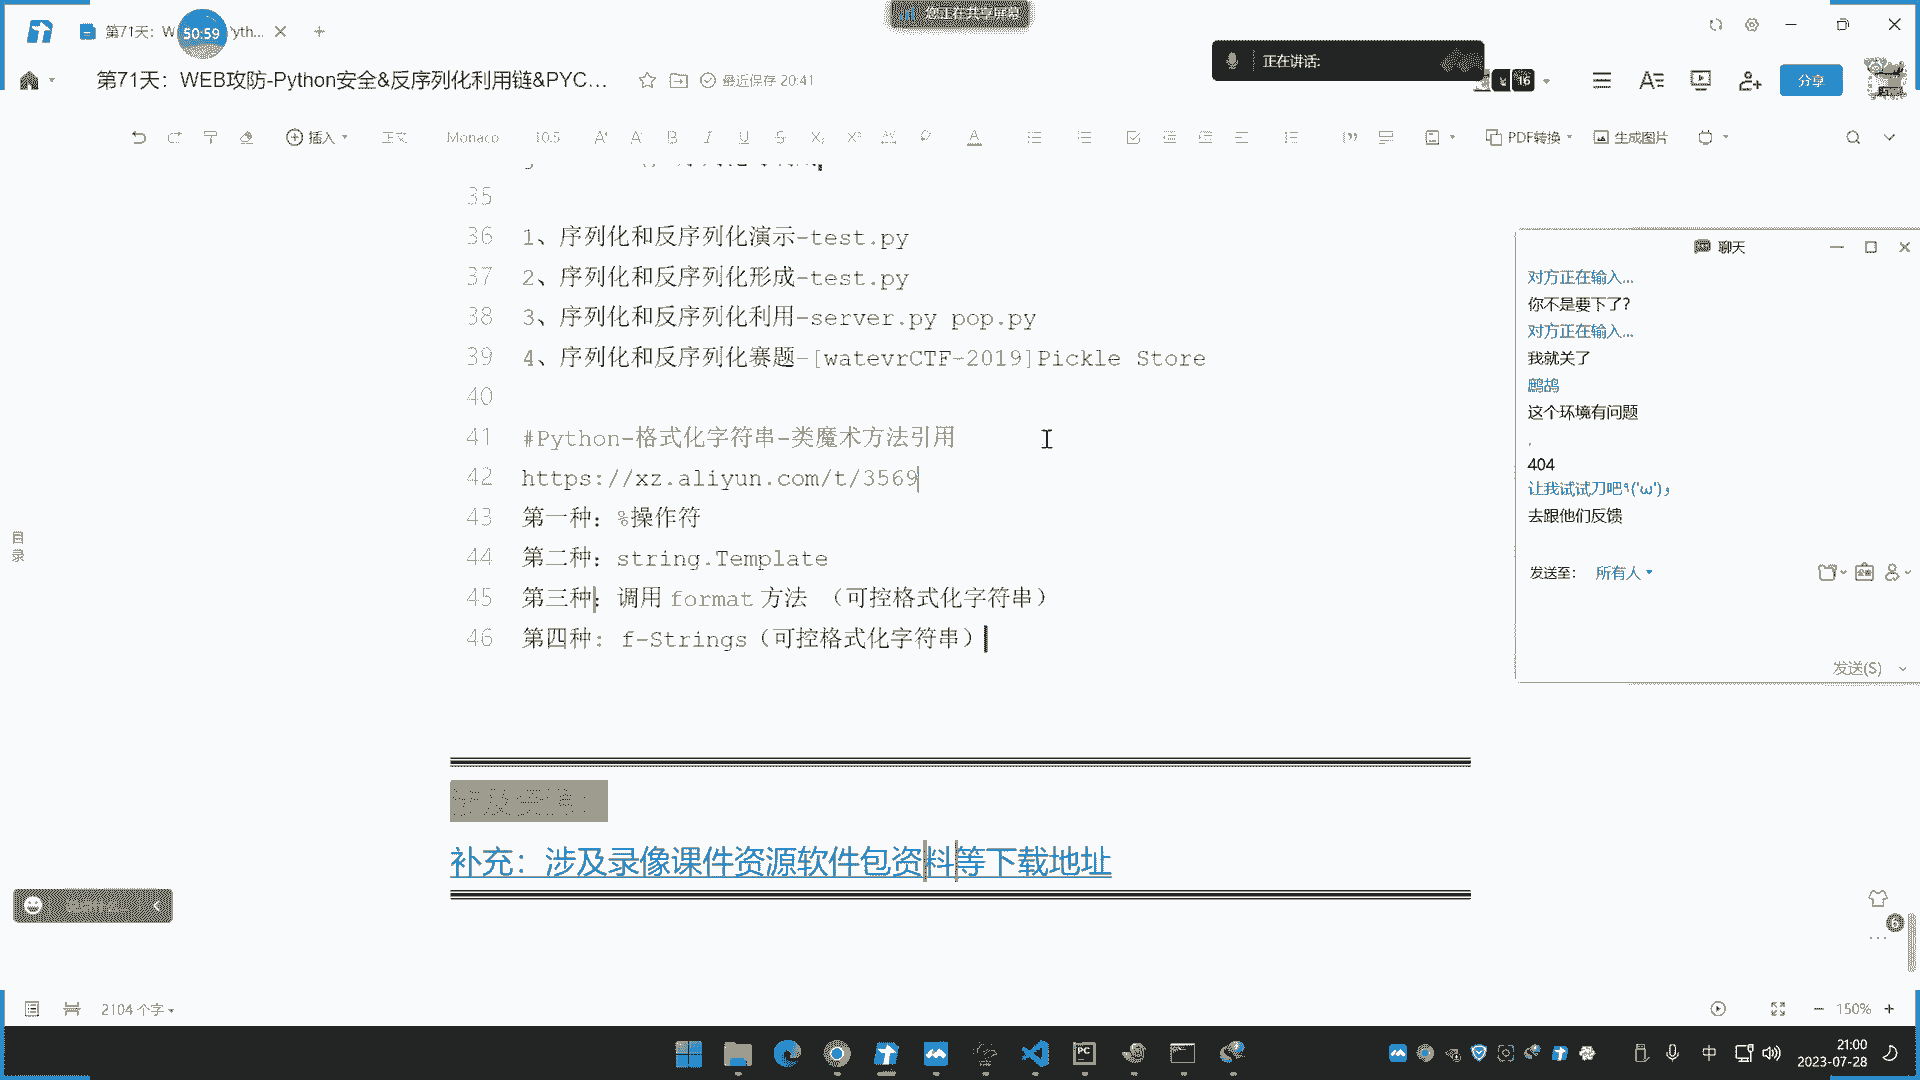 您正在共享屏幕
第71天：W
50:59
yth...
正在讲话:
第71天：WEB攻防-Python安全&反序列化利用链&PYC...
最近保存 20:41
16
分享
插入
正文
Monaco
10.5
PDF转换
生成图片
35
36 1、序列化和反序列化演示-test.py
37 2、序列化和反序列化形成-test.py
38 3、序列化和反序列化利用-server.py pop.py
39 4、序列化和反序列化赛题-[watevrCTF-2019]Pickle Store
40
41 #Python-格式化字符串-类魔术方法引用
42 https://xz.aliyun.com/t/3569
43 第一种：%操作符
44 第二种：string.Template
45 第三种：调用 format 方法 （可控格式化字符串）
46 第四种: f-Strings（可控格式化字符串）
目录
聊天
对方正在输入...
你不是要下了?
对方正在输入...
我就关了
鹧鸪
这个环境有问题
.
404
让我试试刀吧٩('ω')و
去跟他们反馈
发送至:
所有人
发送(S)
补充：涉及录像课件资源软件包资料等下载地址
6
2104 个字
150%
中
21:00
2023-07-28